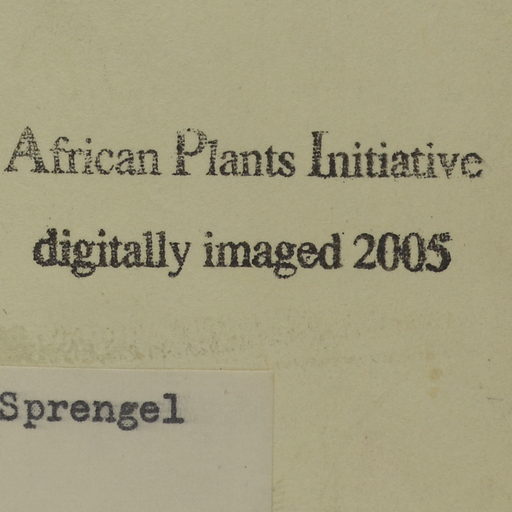 African Plants Initiative
digitally imaged 2005
Sprengel